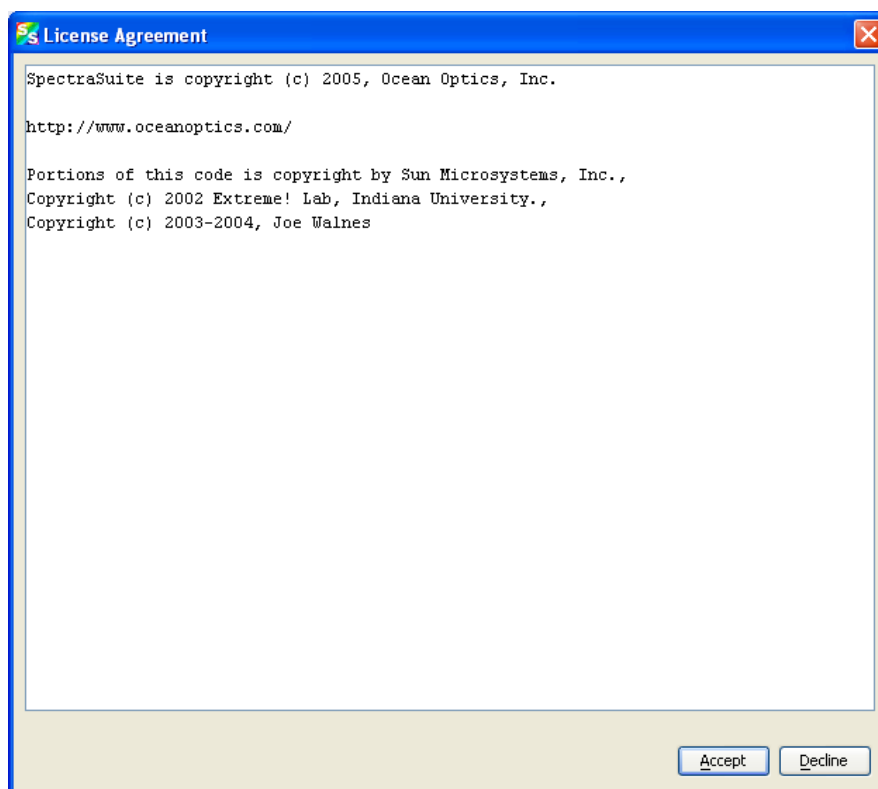 SS License Agreement
SpectraSuite is copyright (c) 2005, Ocean Optics, Inc.
http://www.oceanoptics.com/
Portions of this code is copyright by Sun Microsystems, Inc.,
Copyright (c) 2002 Extreme! Lab, Indiana University.,
Copyright (c) 2003-2004, Joe Walnes
Accept Decline